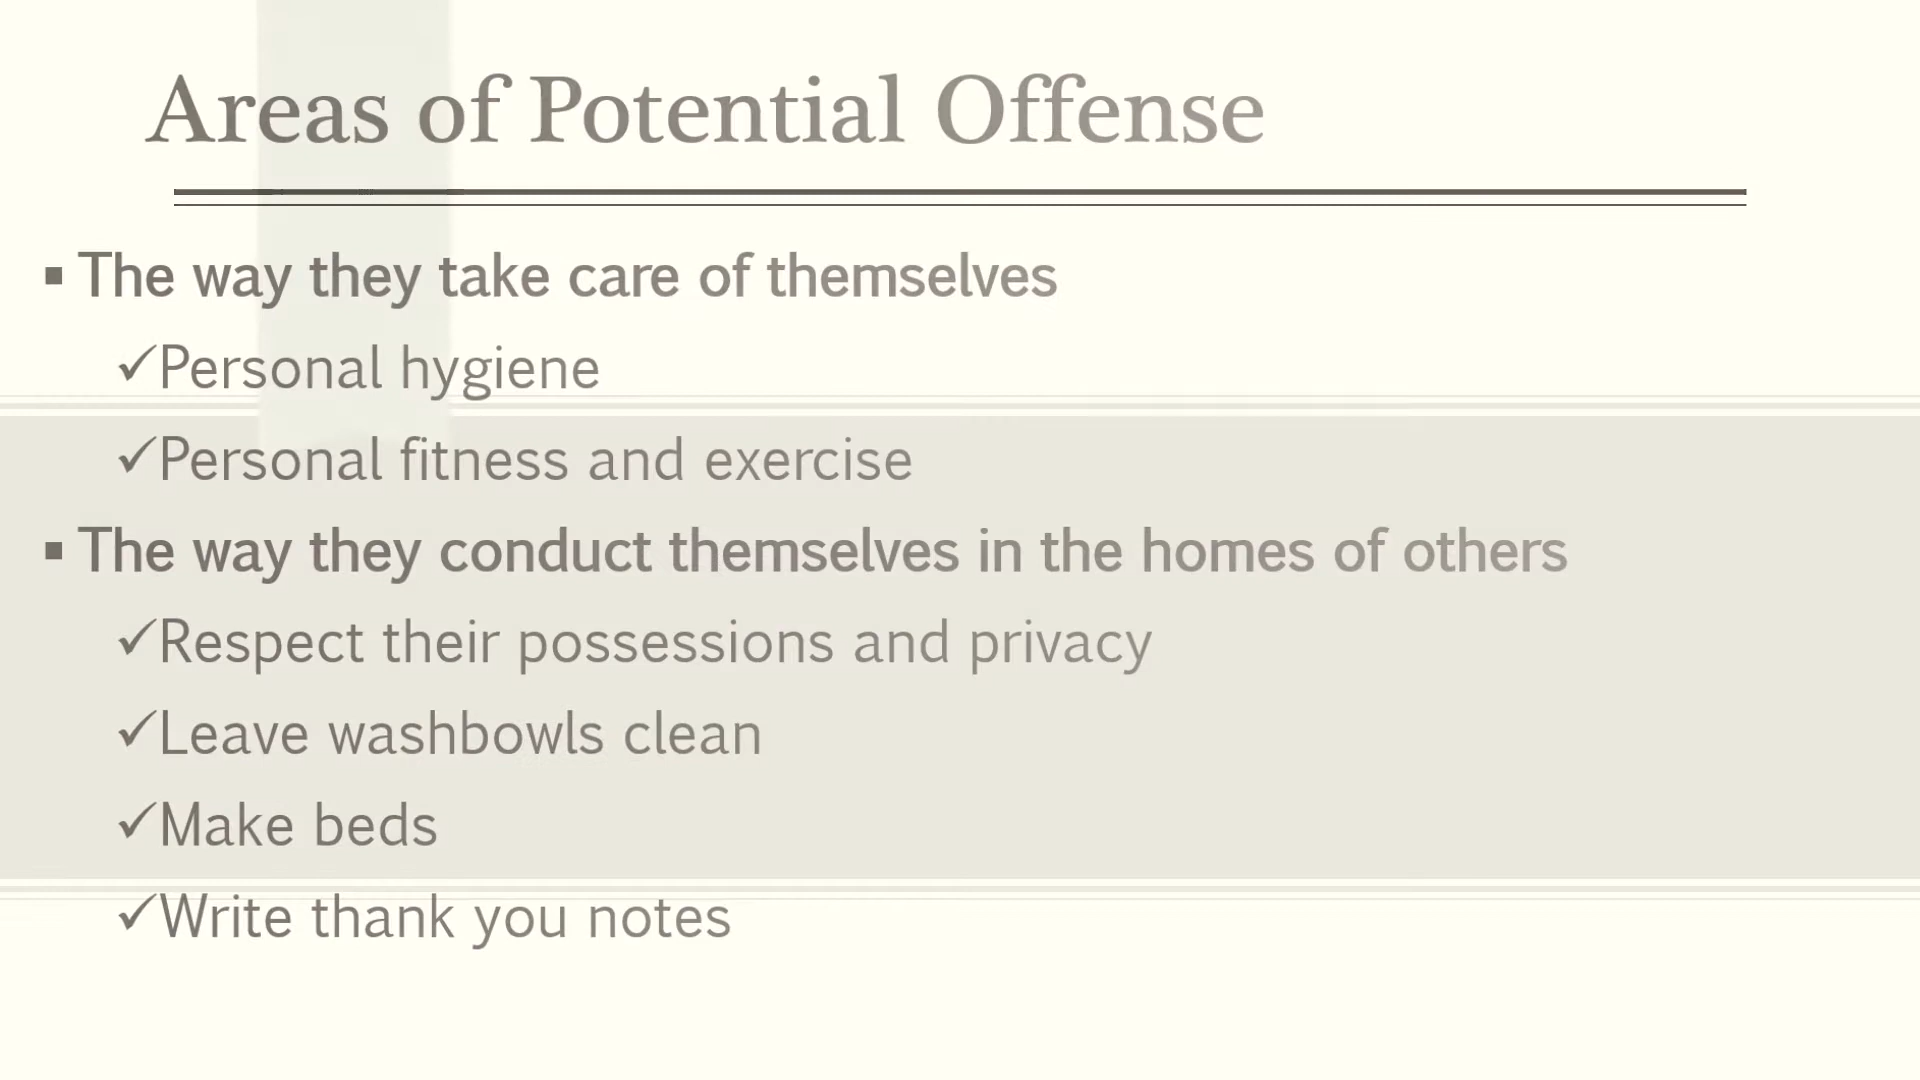 Areas of Potential Offense
▪ The way they take care of themselves
✓Personal hygiene
✓Personal fitness and exercise
▪ The way they conduct themselves in the homes of others
✓Respect their possessions and privacy
✓Leave washbowls clean
✓Make beds
✓Write thank you notes